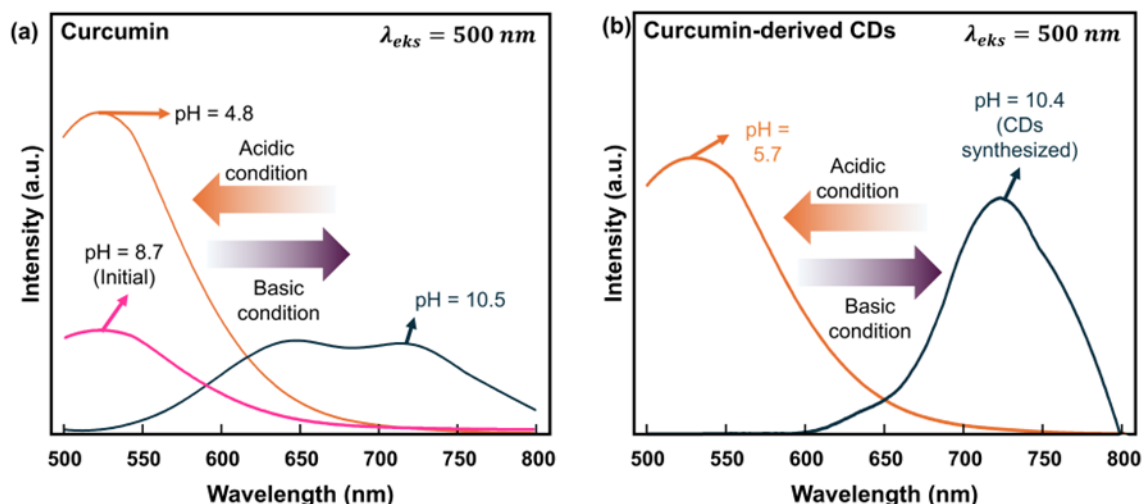 (a)
Curcumin
λeks = 500 nm
pH = 4.8
Acidic
condition
pH = 8.7
(Initial)
Basic
condition
pH = 10.5
Intensity (a.u.)
500 550 600 650 700 750 800
Wavelength (nm)
(b)
Curcumin-derived CDs
λeks = 500 nm
pH =
5.7
pH = 10.4
(CDs
synthesized)
Acidic
condition
Basic
condition
Intensity (a.u.)
500 550 600 650 700 750 800
Wavelength (nm)